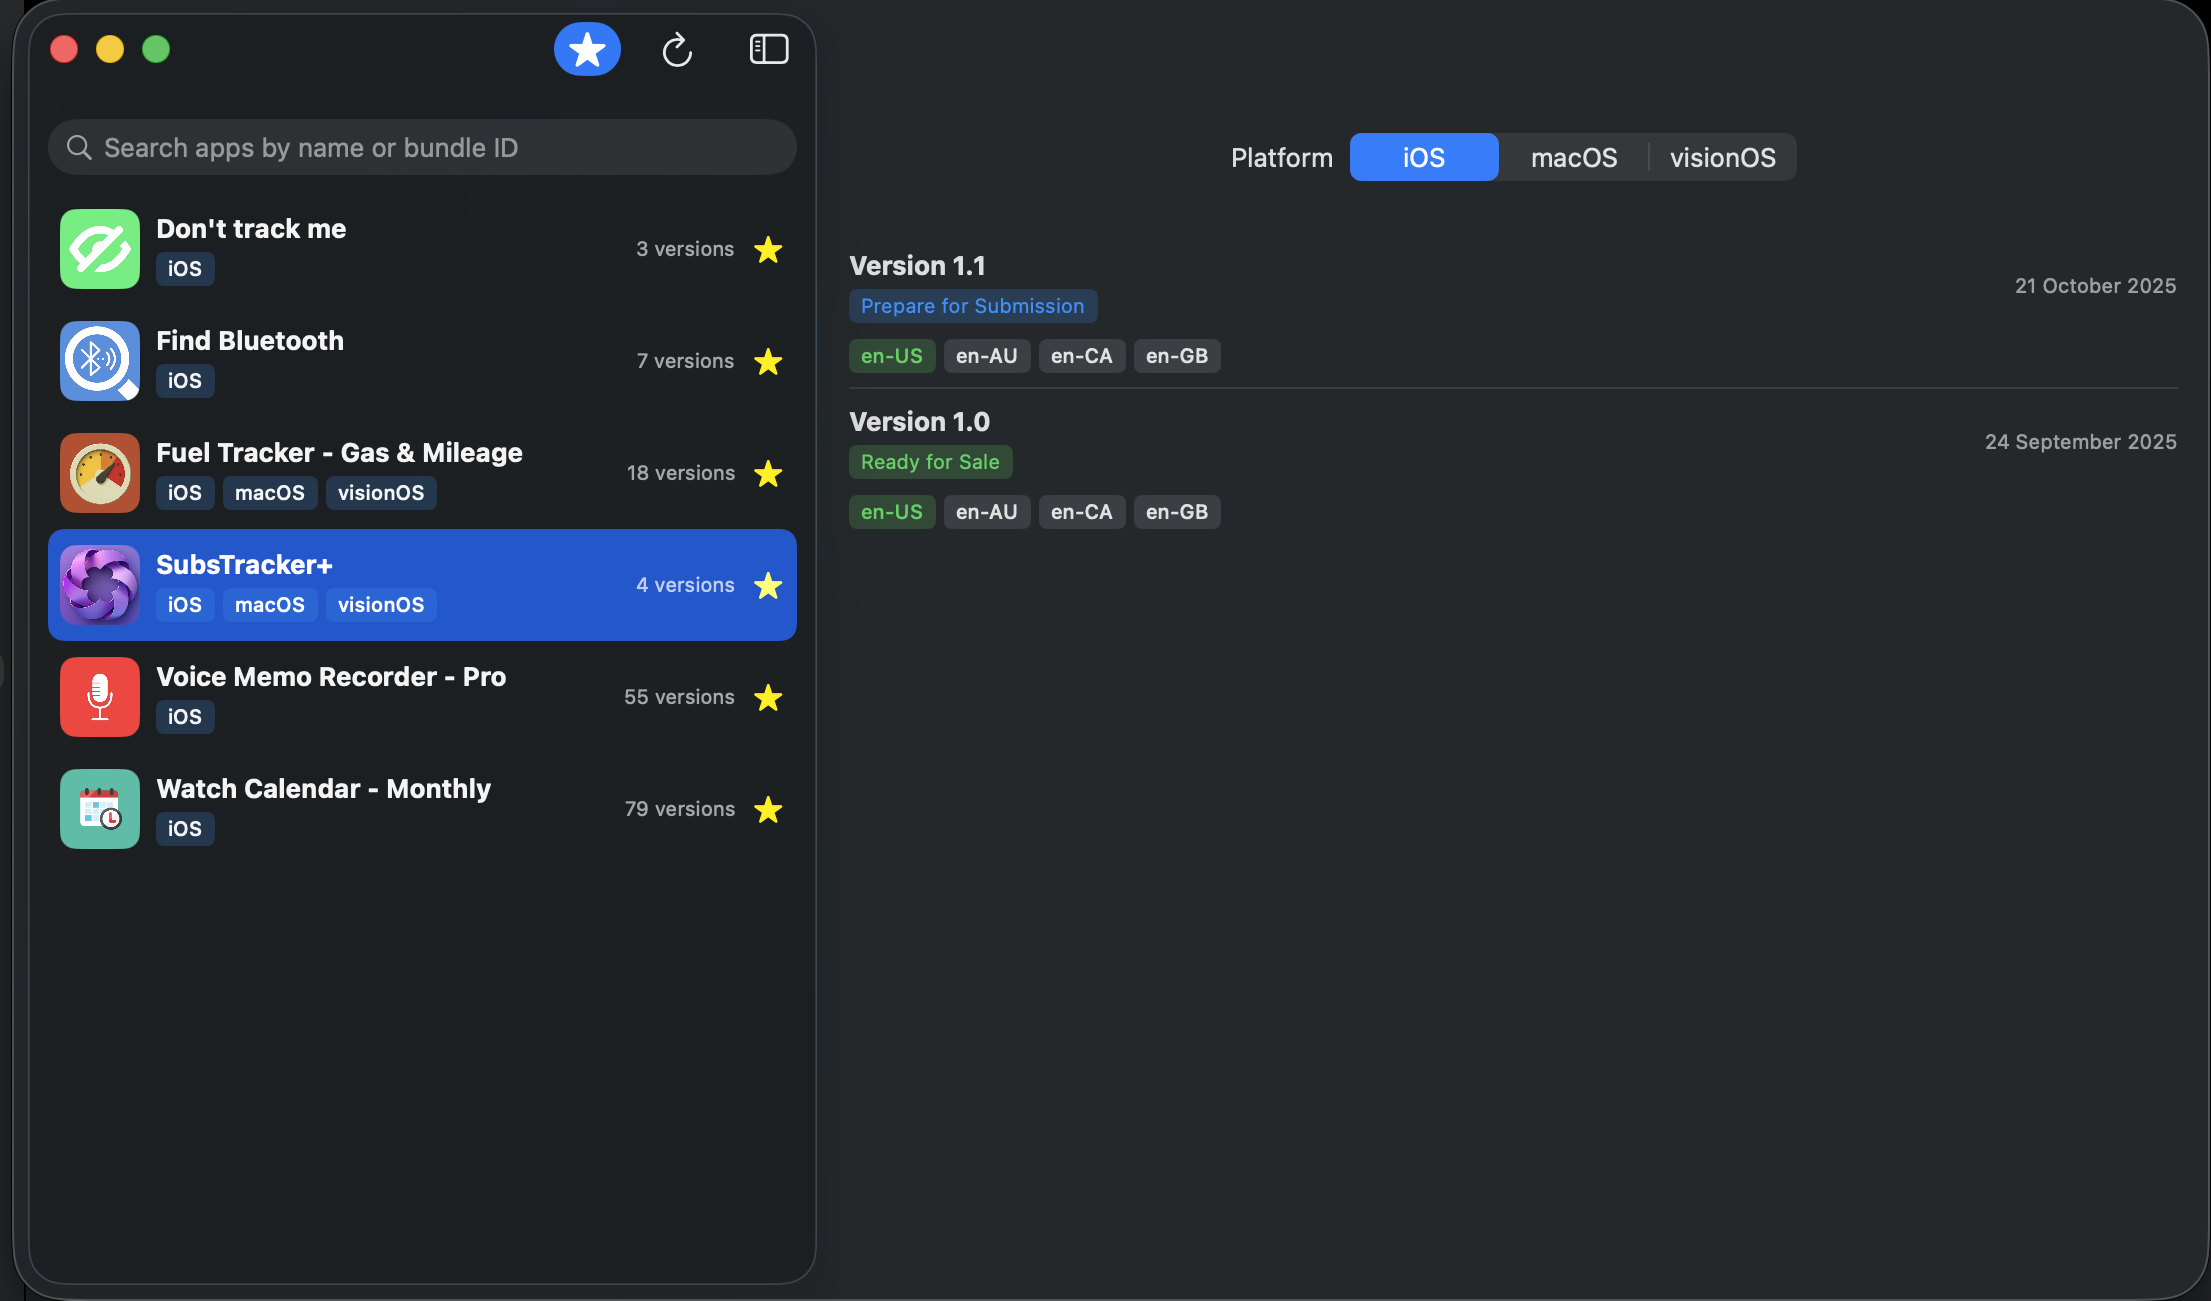 Search apps by name or bundle ID
Don't track me
iOS
3 versions
Find Bluetooth
iOS
7 versions
Fuel Tracker - Gas & Mileage
iOS macOS visionOS
18 versions
SubsTracker+
iOS macOS visionOS
4 versions
Voice Memo Recorder - Pro
iOS
55 versions
Watch Calendar - Monthly
iOS
79 versions
Platform iOS macOS visionOS
Version 1.1
Prepare for Submission
en-US en-AU en-CA en-GB
21 October 2025
Version 1.0
Ready for Sale
en-US en-AU en-CA en-GB
24 September 2025